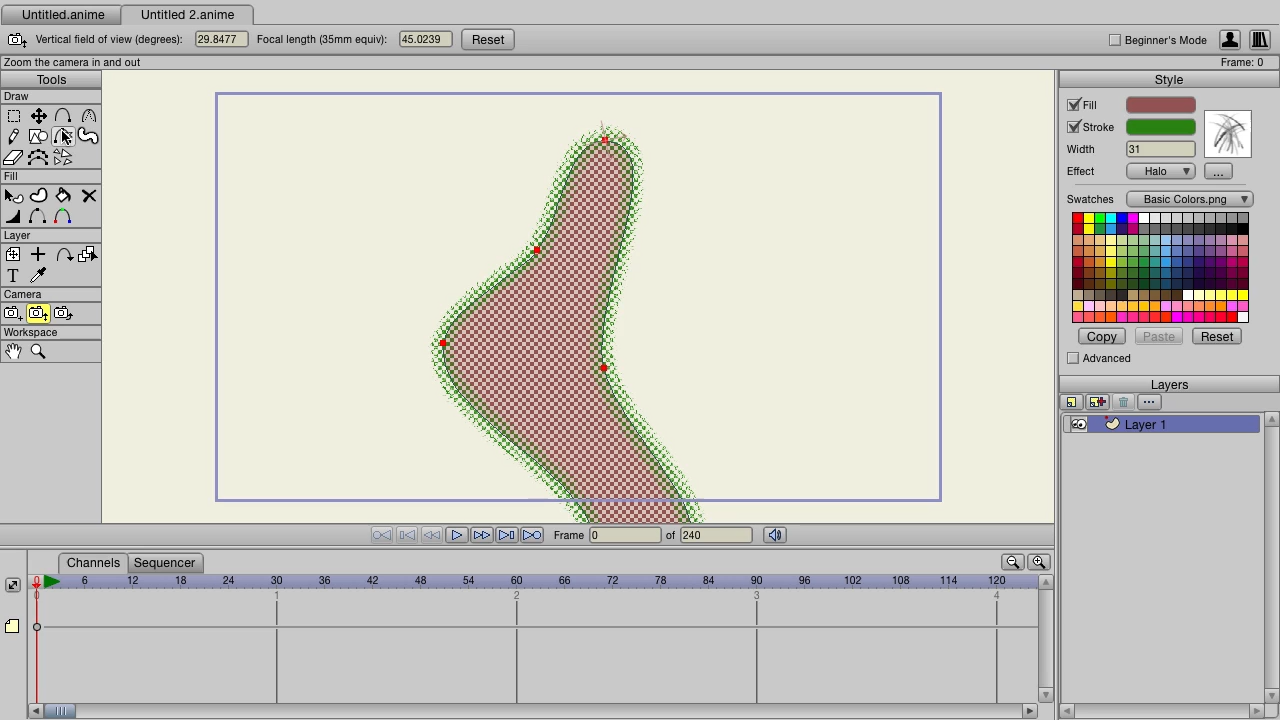 Untitled.anime Untitled 2.anime
Vertical field of view (degrees): 29.8477 Focal length (35mm equiv): 45.0239 Reset Beginner's Mode
Zoom the camera in and out Frame: 0
Tools
Draw
Fill
Layer
T
Camera
Workspace
Style
Fill
Stroke
Width 31
Effect Halo ...
Swatches Basic Colors.png
Copy Paste Reset
Advanced
Layers
...
Layer 1
Frame 0 of 240
Channels Sequencer
0 6 12 18 24 30 36 42 48 54 60 66 72 78 84 90 96 102 108 114 120
0 1 2 3 4